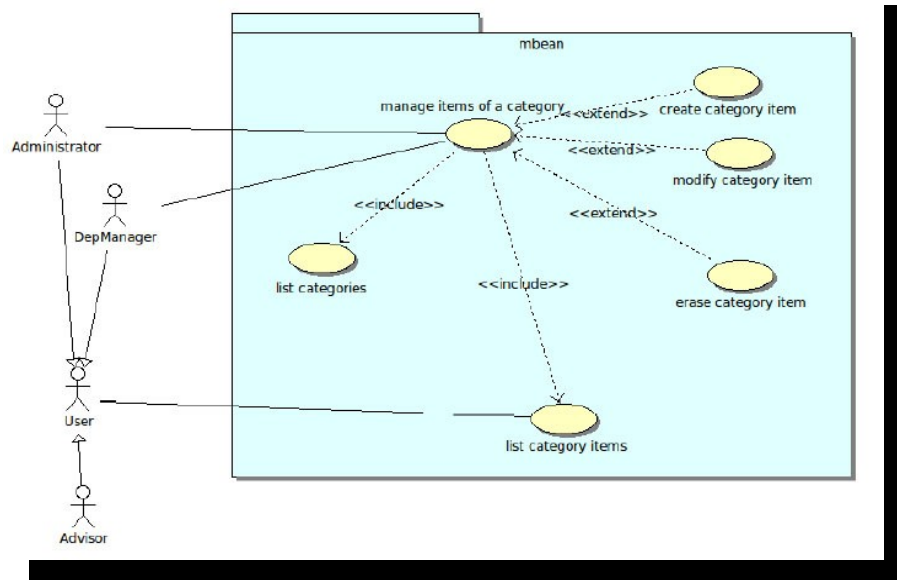 mbean
manage items of a category
create category item
<<extend>>
Administrator
<<extend>>
modify category item
<<include>>
<<extend>>
DepManager
list categories
<<include>>
erase category item
User
list category items
Advisor